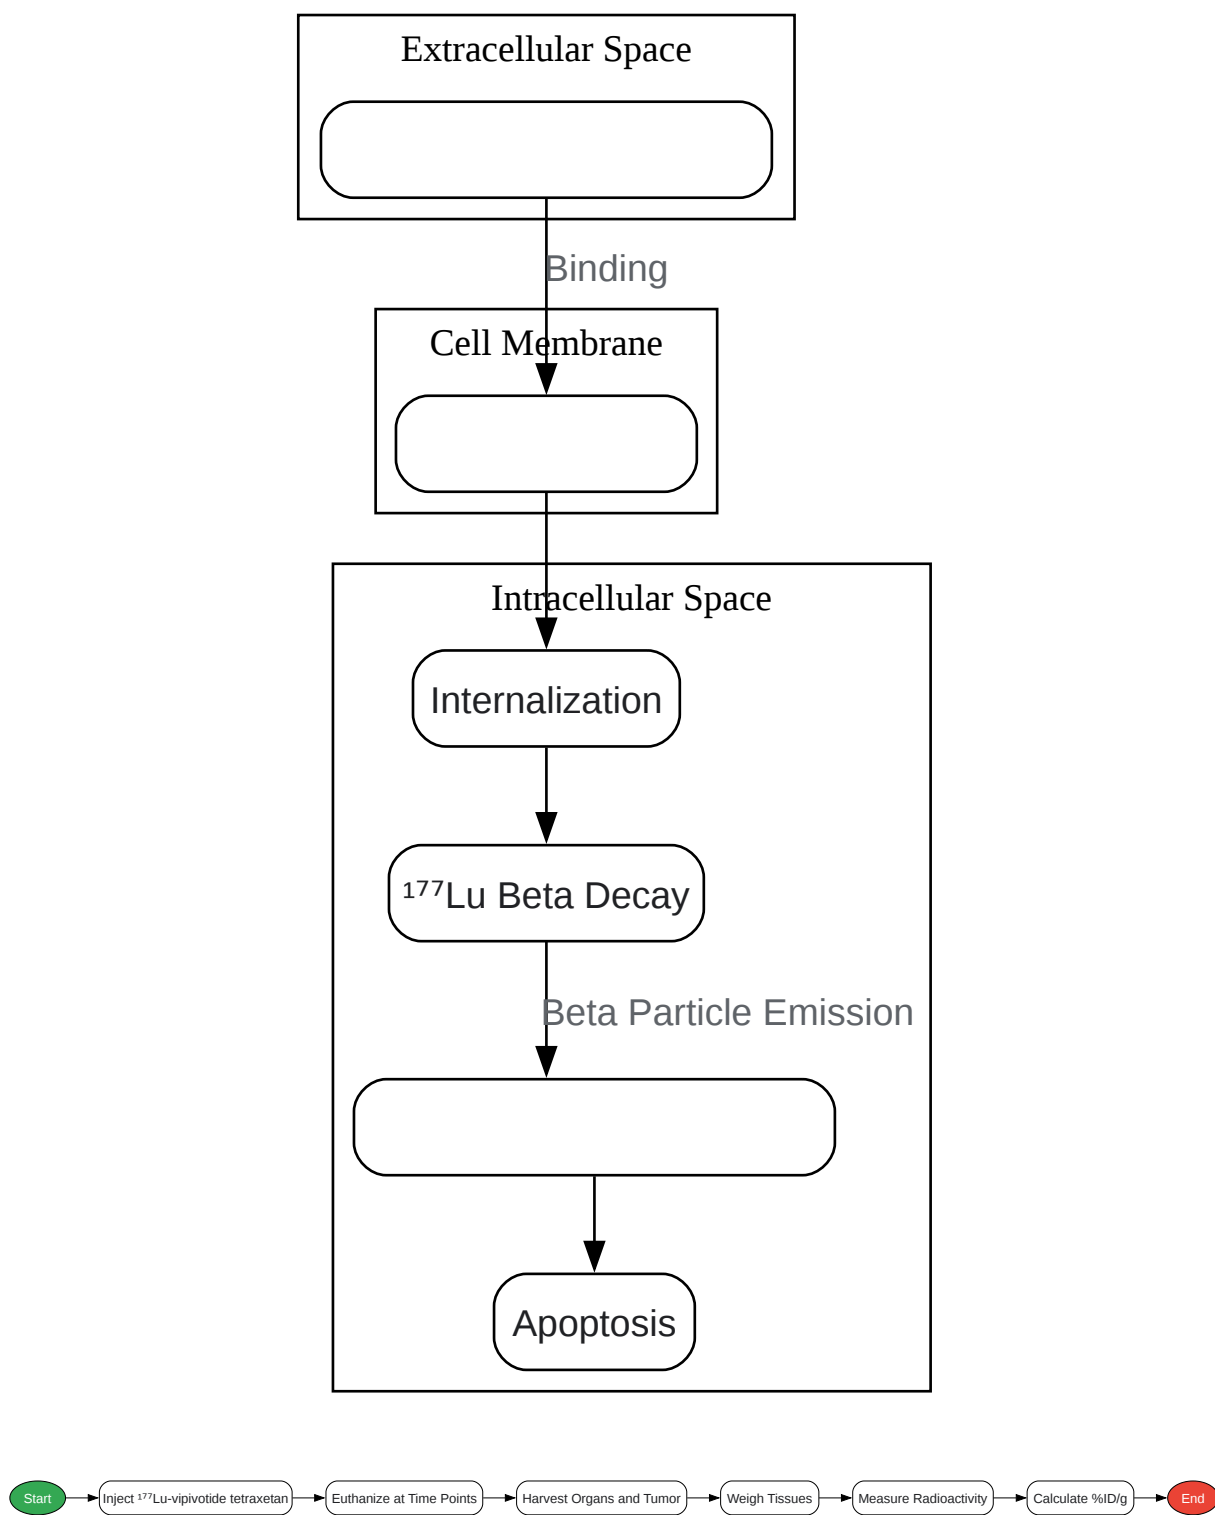 Extracellular Space
Binding
Cell Membrane
Intracellular Space
Internalization
¹⁷⁷Lu Beta Decay
Beta Particle Emission
Apoptosis
Start
Inject ¹⁷⁷Lu-vipivotide tetraxetan
Euthanize at Time Points
Harvest Organs and Tumor
Weigh Tissues
Measure Radioactivity
Calculate %ID/g
End